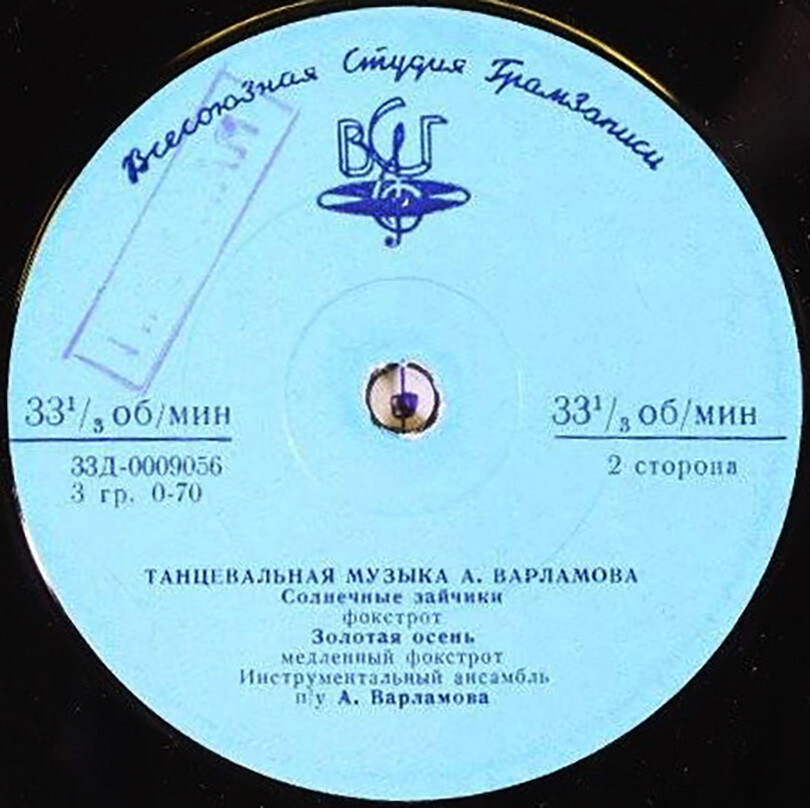 Всесоюзная Студия Грамзаписи
ВСГ
33¹/₃ об/мин
33¹/₃ об/мин
33Д-0009056
2 сторона
3 гр. 0-70
ТАНЦЕВАЛЬНАЯ МУЗЫКА А. ВАРЛАМОВА
Солнечные зайчики
фокстрот
Золотая осень
медленный фокстрот
Инструментальный ансамбль
п/у А. Варламова